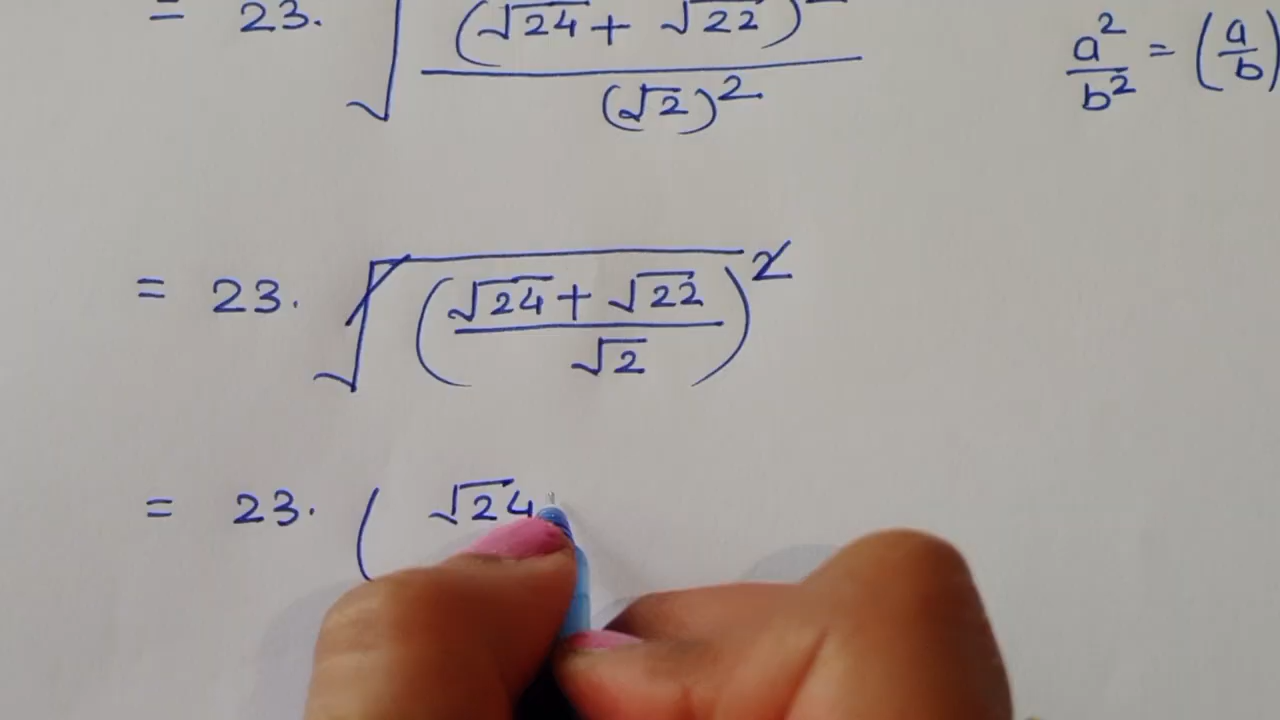 = 23. √((√24 + √22)² / (√2)²)
a²/b² = (a/b)
= 23. √((√24 + √22)/√2)²
= 23. ( √24